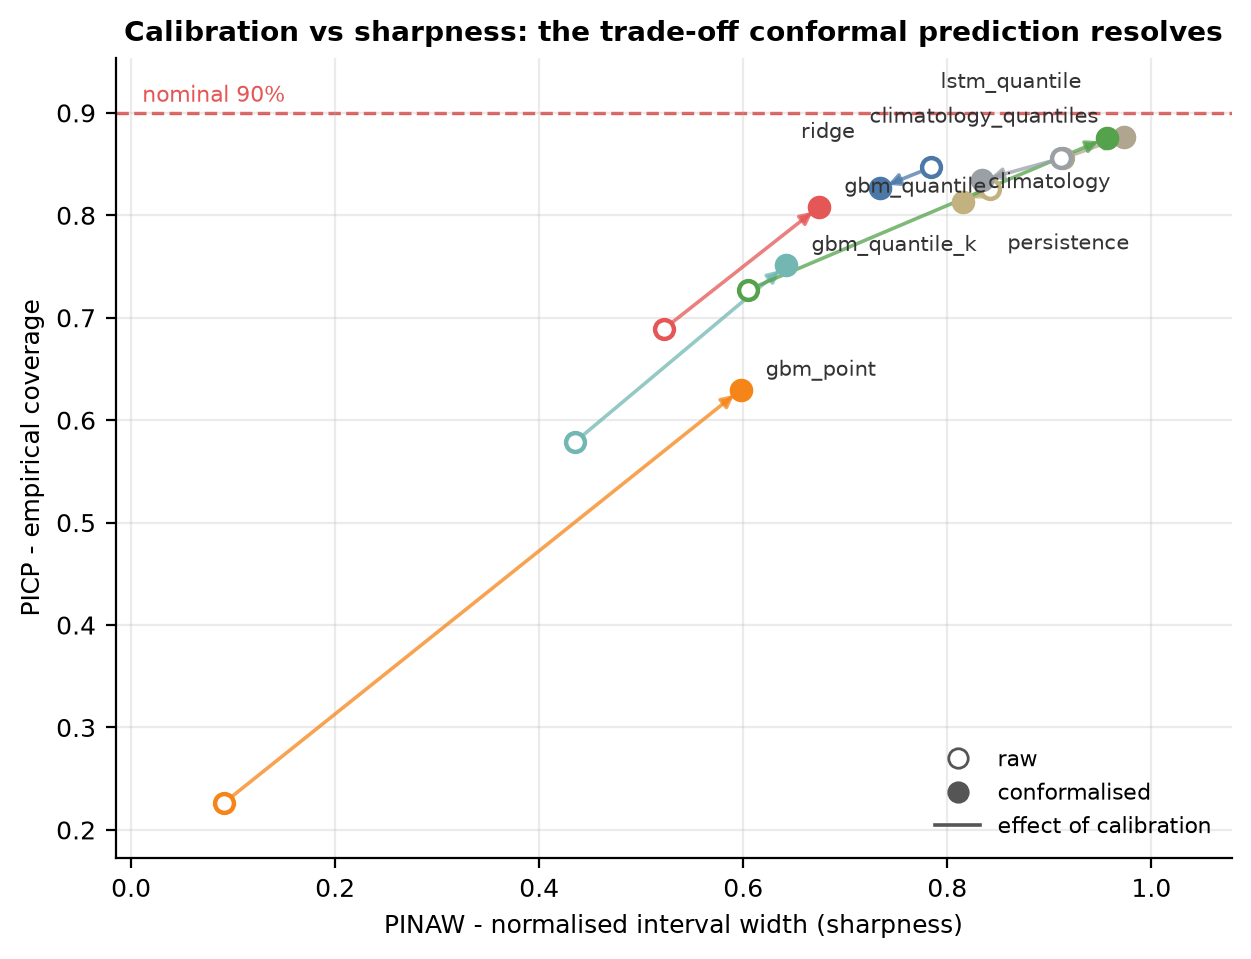 Calibration vs sharpness: the trade-off conformal prediction resolves
nominal 90%
lstm_quantile
climatology_quantiles
ridge
gbm_quantile
climatology
gbm_quantile_k
persistence
gbm_point
0.9
0.8
0.7
0.6
0.5
0.4
0.3
0.2
PICP - empirical coverage
raw
conformalised
effect of calibration
0.0 0.2 0.4 0.6 0.8 1.0
PINAW - normalised interval width (sharpness)